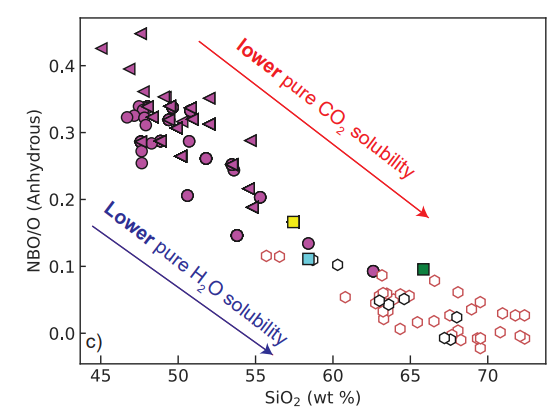 lower pure CO2 solubility
0.4
0.3
0.2
0.1
0.0
NBO/O (Anhydrous)
Lower pure H2O solubility
c)
45 50 55 60 65 70
SiO2 (wt %)